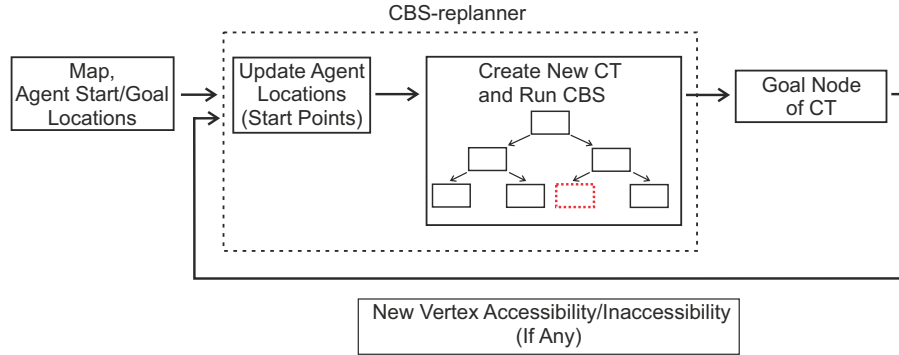 CBS-replanner
Map,
Agent Start/Goal
Locations
Update Agent
Locations
(Start Points)
Create New CT
and Run CBS
Goal Node
of CT
New Vertex Accessibility/Inaccessibility
(If Any)